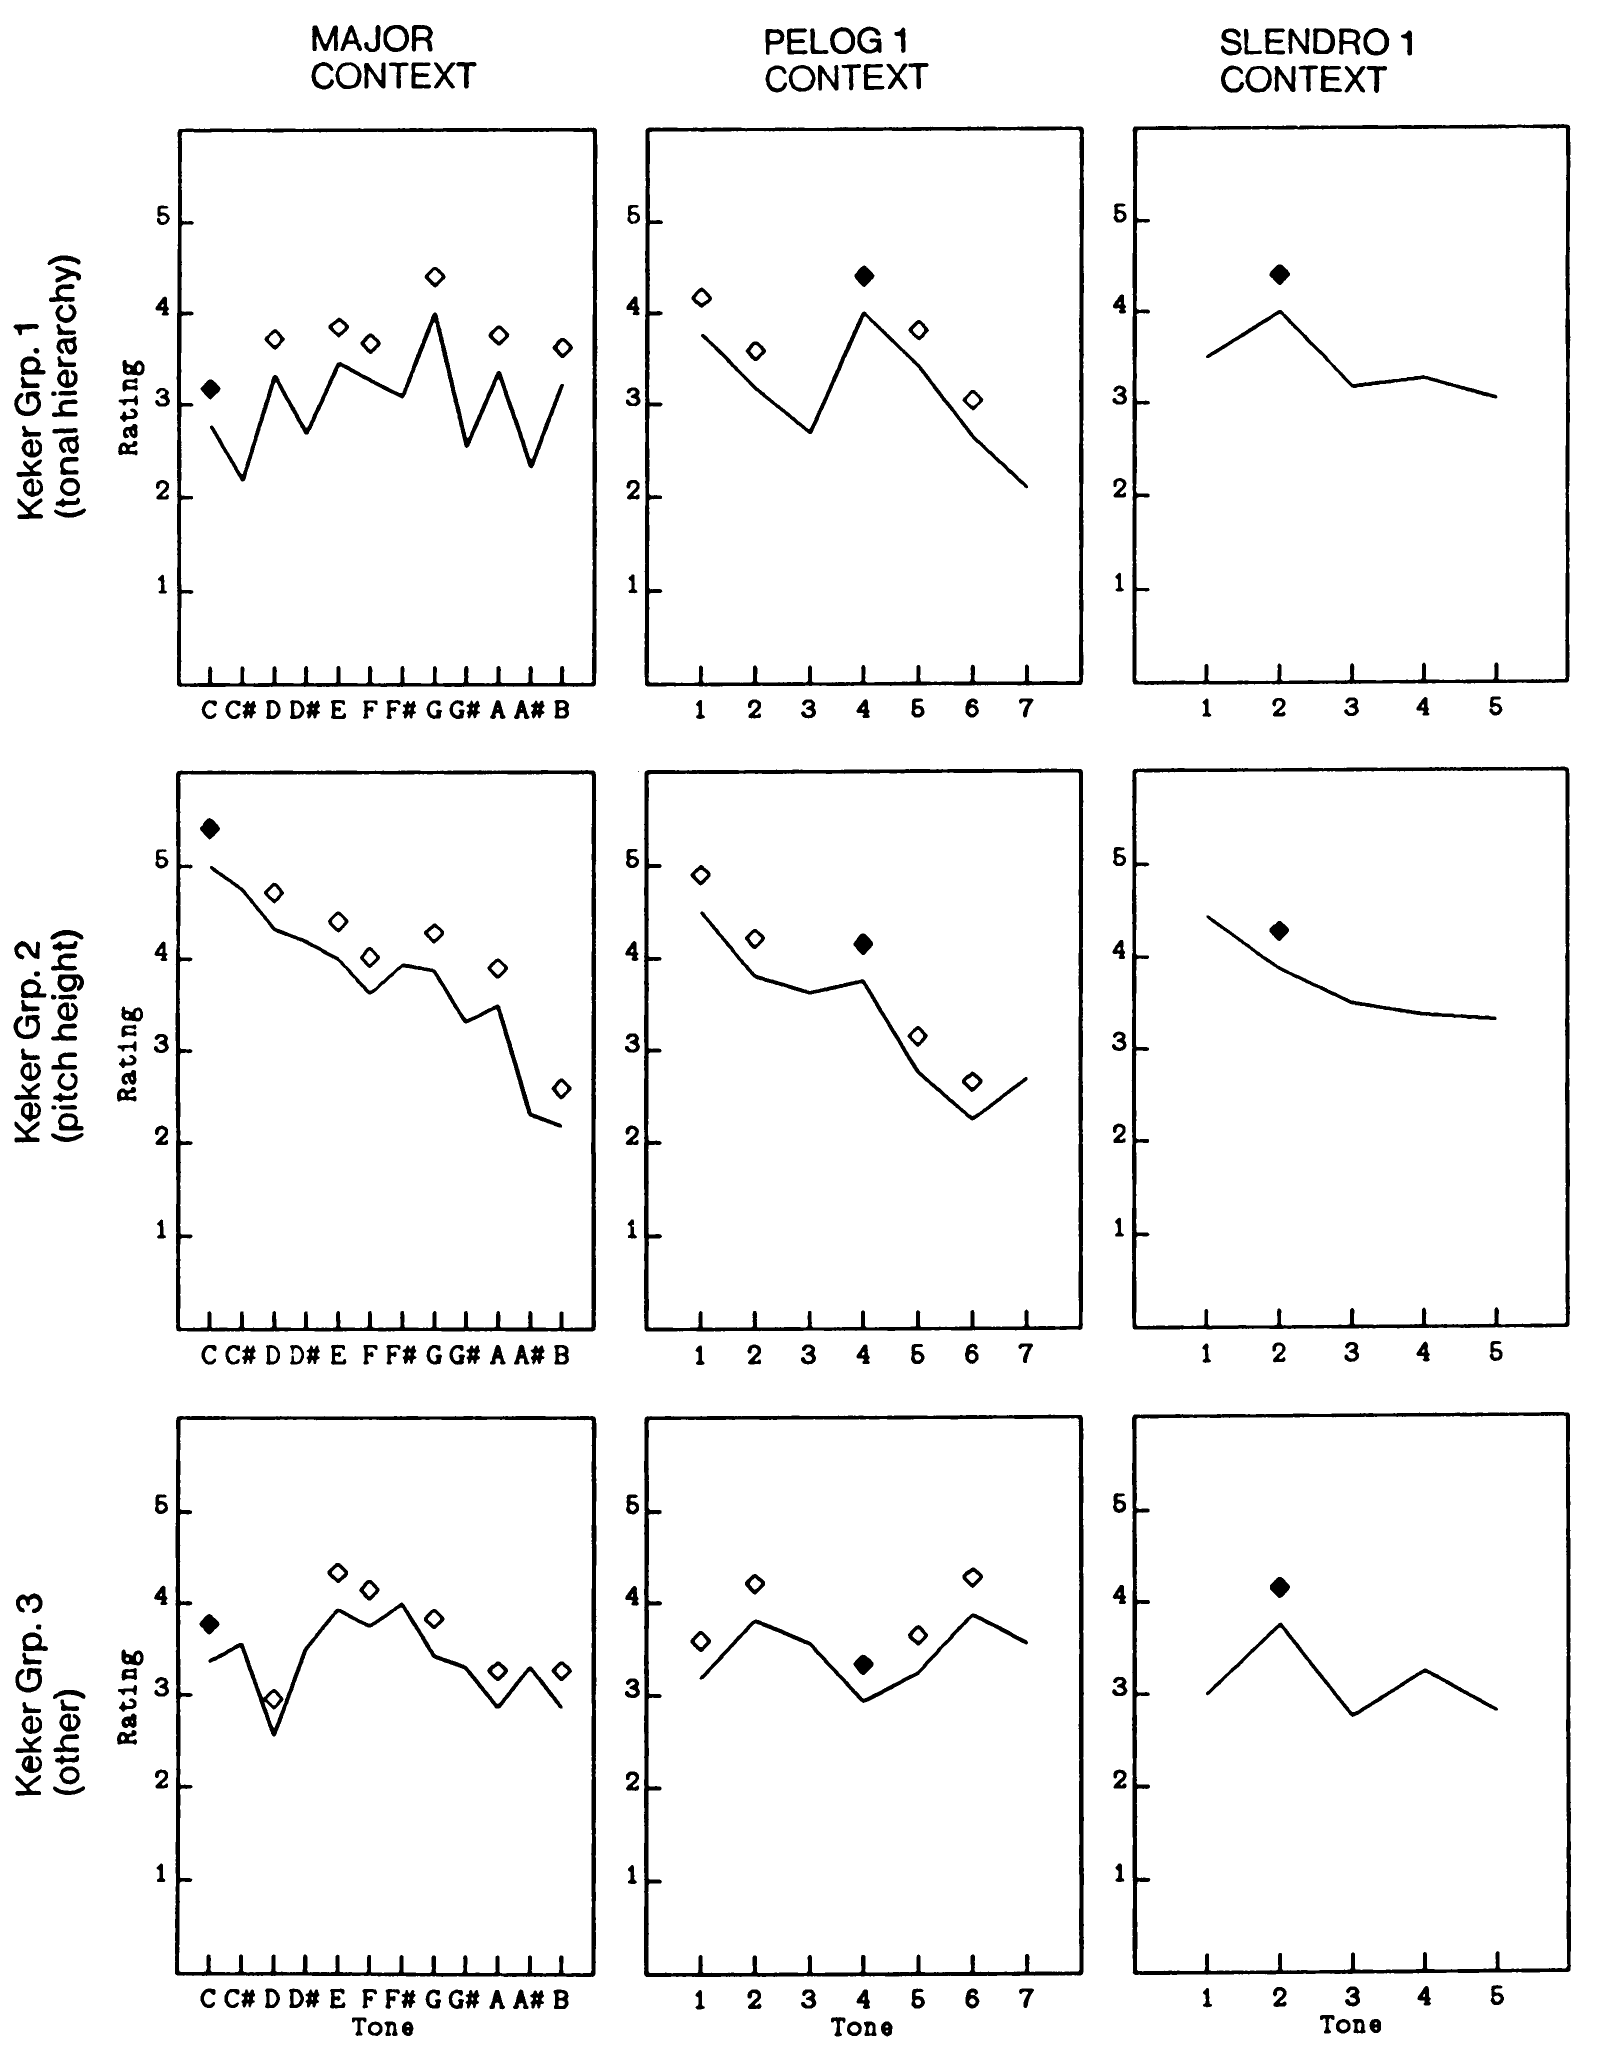 MAJOR
CONTEXT
PELOG 1
CONTEXT
SLENDRO 1
CONTEXT
Keker Grp. 1
(tonal hierarchy)
Rating
5
4
3
2
1
C C# D D# E F F# G G# A A# B
5
4
3
2
1
1 2 3 4 5 6 7
5
4
3
2
1
1 2 3 4 5
Keker Grp. 2
(pitch height)
Rating
5
4
3
2
1
C C# D D# E F F# G G# A A# B
5
4
3
2
1
1 2 3 4 5 6 7
5
4
3
2
1
1 2 3 4 5
Keker Grp. 3
(other)
Rating
5
4
3
2
1
C C# D D# E F F# G G# A A# B
Tone
5
4
3
2
1
1 2 3 4 5 6 7
Tone
5
4
3
2
1
1 2 3 4 5
Tone